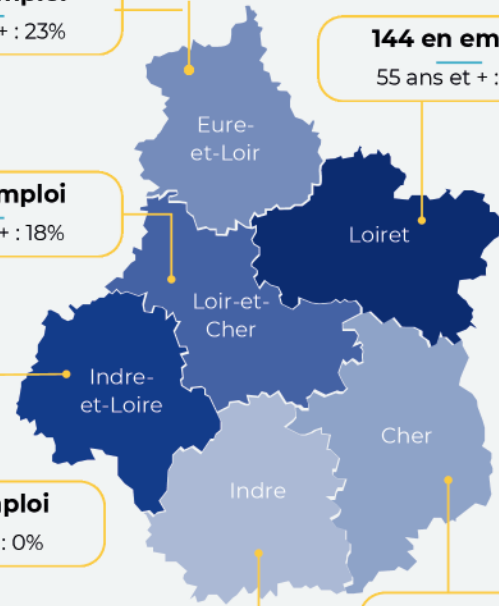 + : 23%
144 en em
55 ans et + :
Eure-
et-Loir
mploi
+ : 18%
Loiret
Loir-et-
Cher
Indre-
et-Loire
Cher
Indre
ploi
: 0%